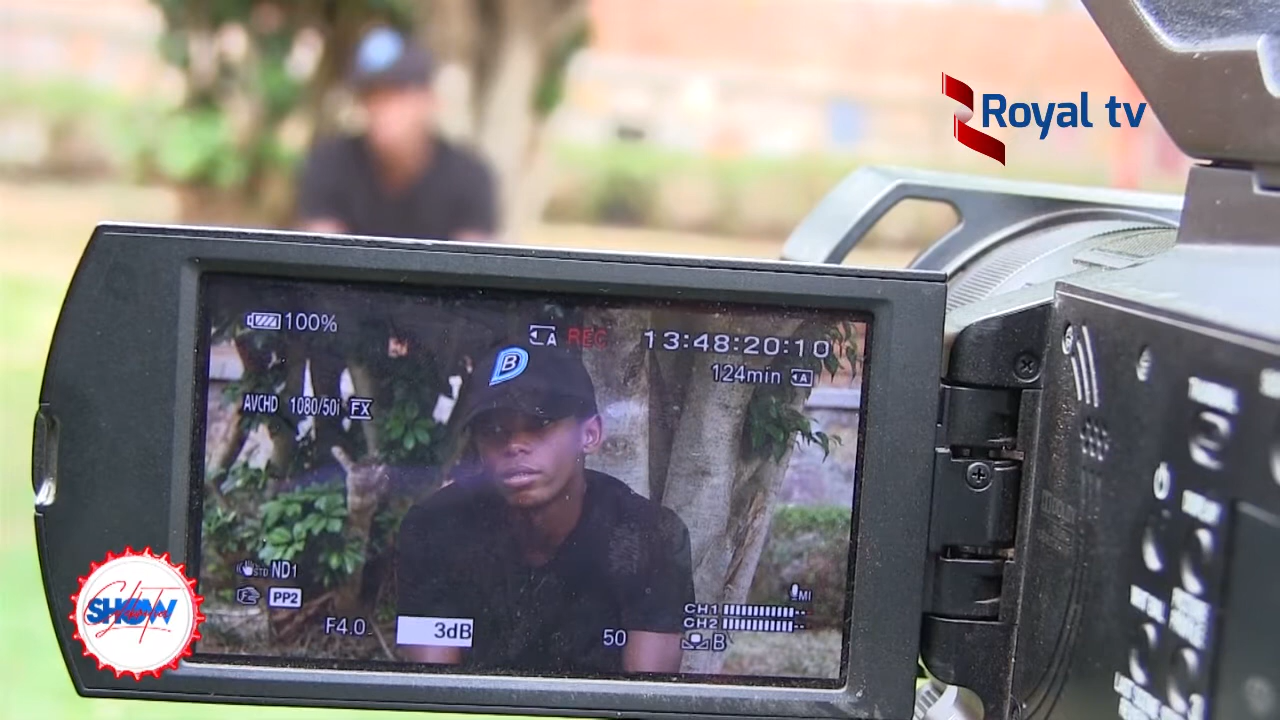 Royal tv
100%
A REC 13:48:20:10
124min A
AVCHD 1080/50i FX
DB
STD ND1
PP2
F4.0
3dB
50
MI
CH1
CH2
B
SHOW